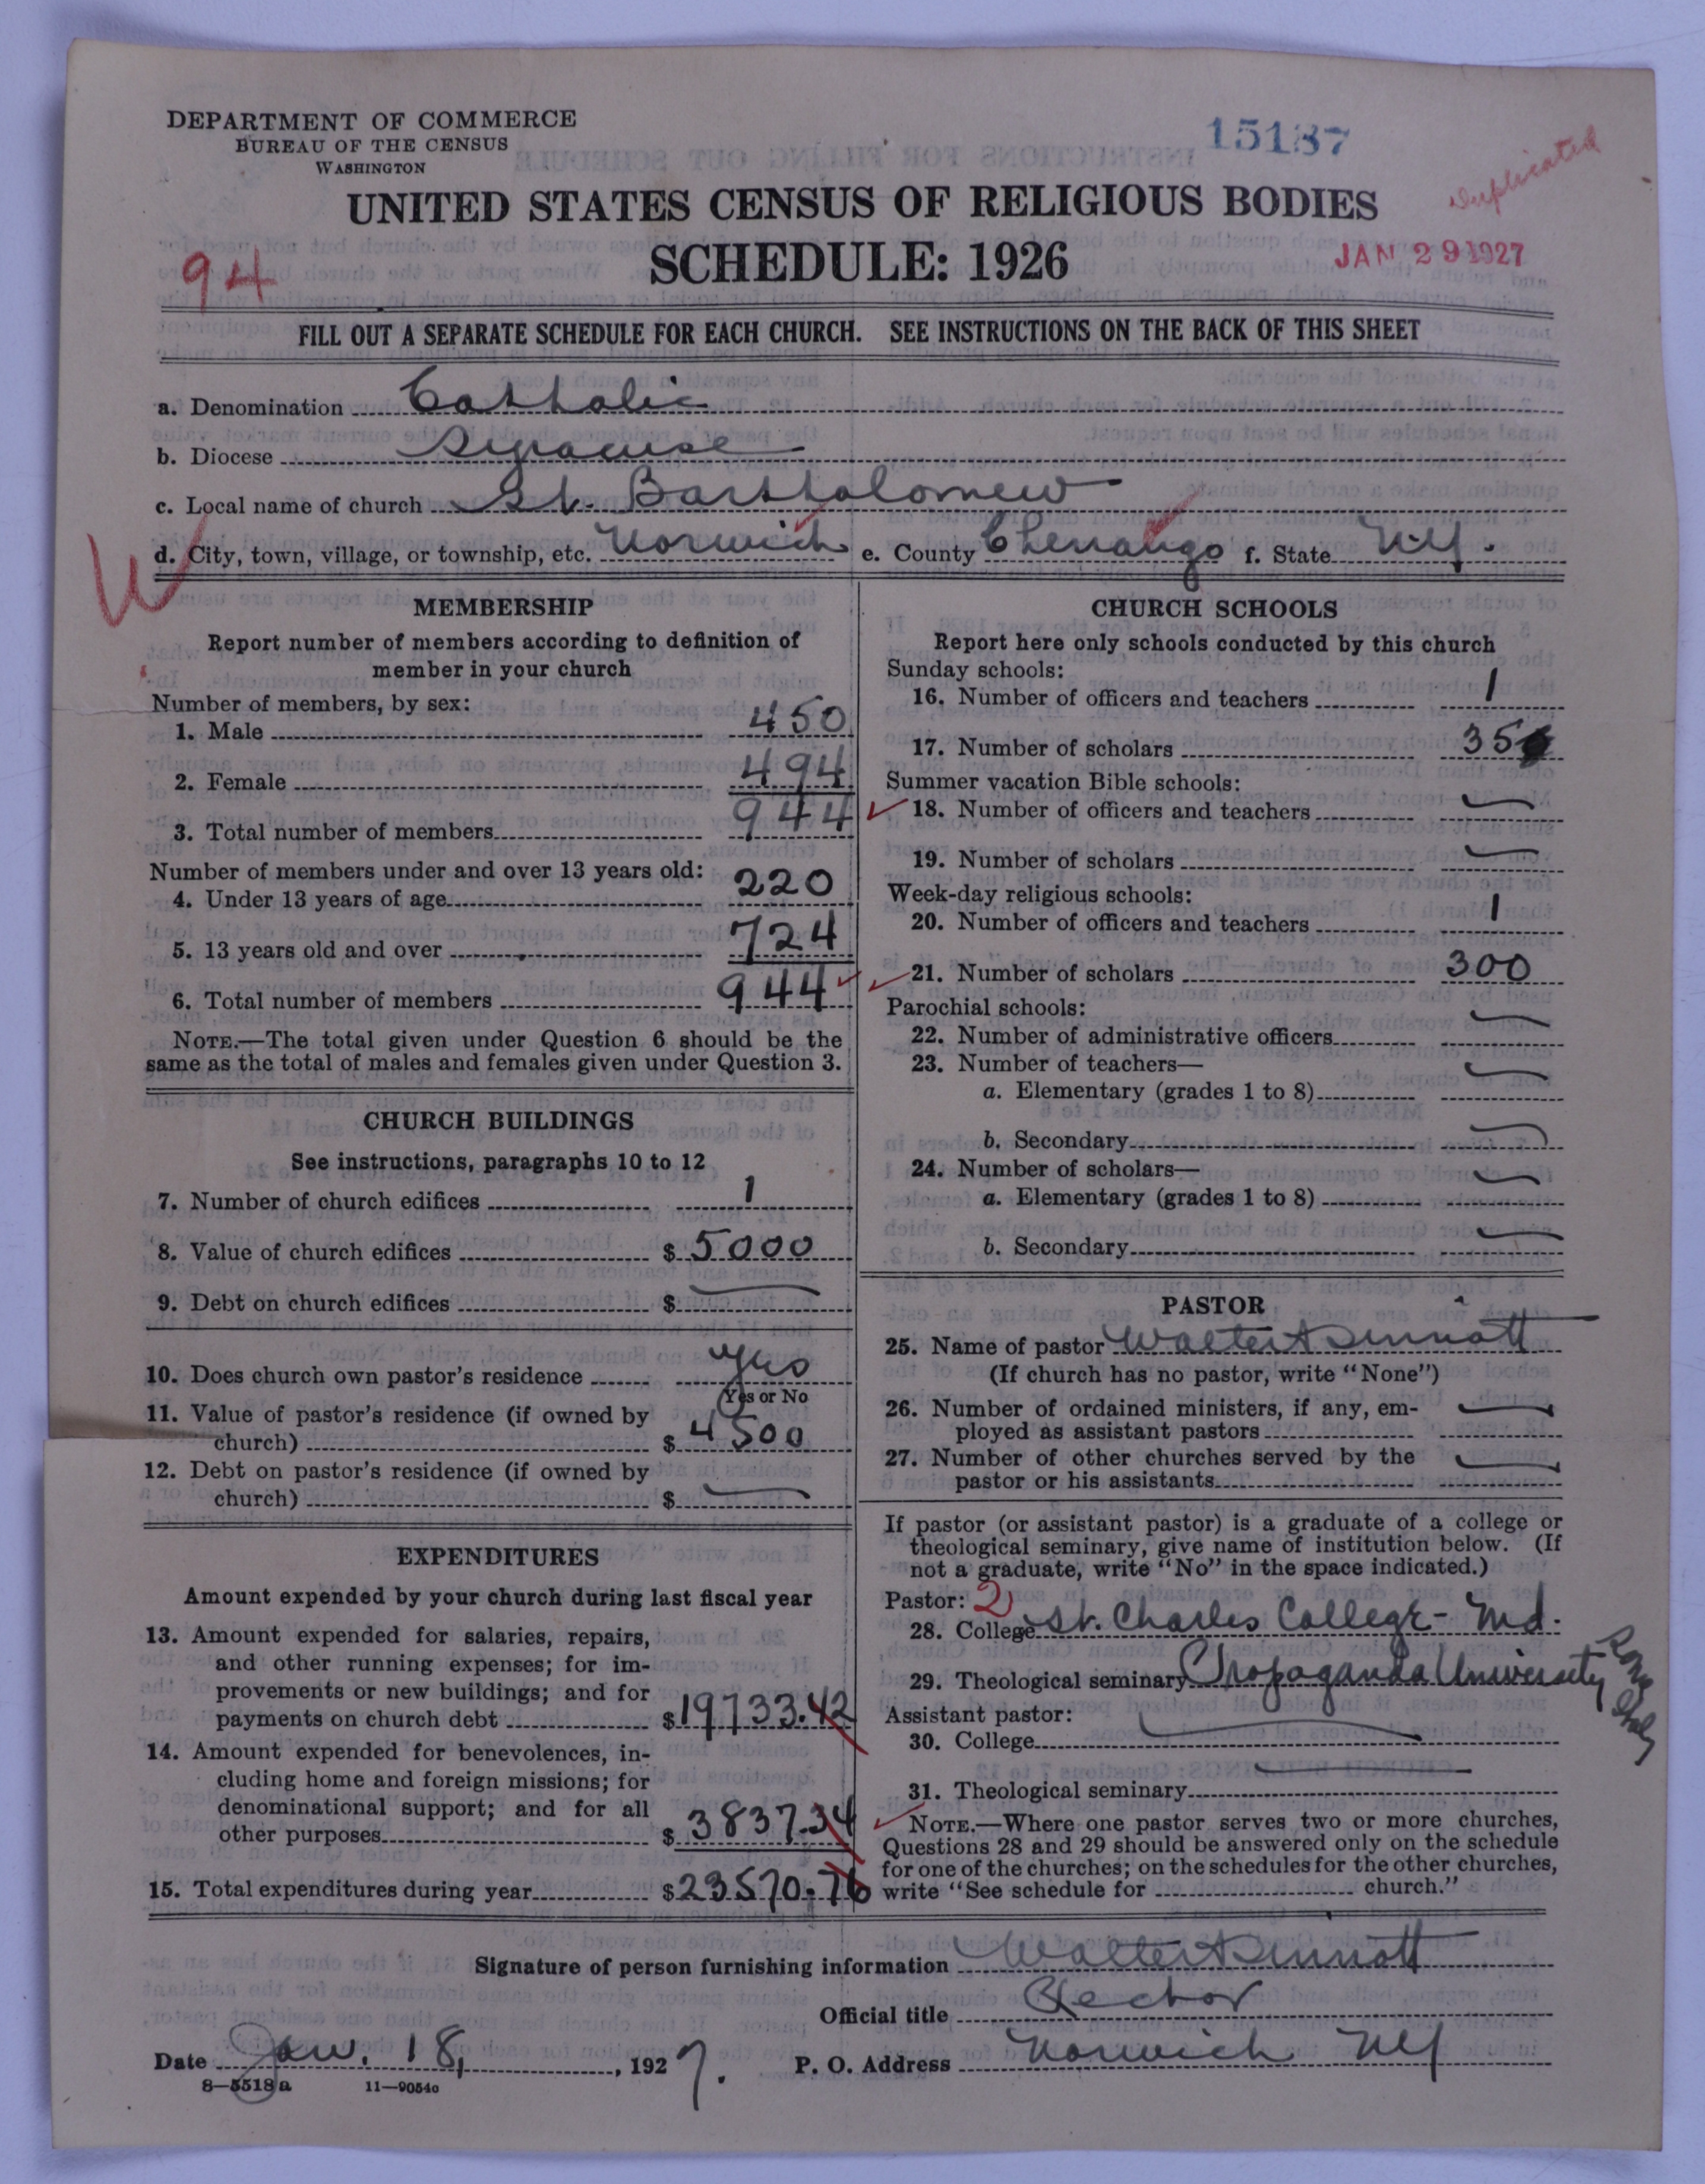 DEPARTMENT OF COMMERCE
BUREAU OF THE CENSUS
WASHINGTON
15187
Duplicated
UNITED STATES CENSUS OF RELIGIOUS BODIES
SCHEDULE: 1926
94
JAN 29 1927
FILL OUT A SEPARATE SCHEDULE FOR EACH CHURCH. SEE INSTRUCTIONS ON THE BACK OF THIS SHEET
a. Denomination Catholic
b. Diocese Syracuse
c. Local name of church St. Bartholomew
W
d. City, town, village, or township, etc. Norwich e. County Chenango f. State N.Y.
MEMBERSHIP
Report number of members according to definition of
member in your church
Number of members, by sex:
1. Male 450
2. Female 494
3. Total number of members 944
Number of members under and over 13 years old:
4. Under 13 years of age 220
5. 13 years old and over 724
6. Total number of members 944
NOTE.—The total given under Question 6 should be the
same as the total of males and females given under Question 3.
CHURCH BUILDINGS
See instructions, paragraphs 10 to 12
7. Number of church edifices 1
8. Value of church edifices $ 5000
9. Debt on church edifices $ —
10. Does church own pastor's residence yes
(Yes or No
11. Value of pastor's residence (if owned by
church) $ 4500
12. Debt on pastor's residence (if owned by
church) $ —
EXPENDITURES
Amount expended by your church during last fiscal year
13. Amount expended for salaries, repairs,
and other running expenses; for im-
provements or new buildings; and for
payments on church debt $ 19733.42
14. Amount expended for benevolences, in-
cluding home and foreign missions; for
denominational support; and for all
other purposes $ 3837.34
15. Total expenditures during year $ 23570.76
CHURCH SCHOOLS
Report here only schools conducted by this church
Sunday schools:
16. Number of officers and teachers 1
17. Number of scholars 350
Summer vacation Bible schools:
18. Number of officers and teachers —
19. Number of scholars —
Week-day religious schools:
20. Number of officers and teachers 1
21. Number of scholars 300
Parochial schools:
22. Number of administrative officers —
23. Number of teachers—
a. Elementary (grades 1 to 8) —
b. Secondary —
24. Number of scholars—
a. Elementary (grades 1 to 8) —
b. Secondary —
PASTOR
25. Name of pastor Walter A Sinnott
(If church has no pastor, write "None")
26. Number of ordained ministers, if any, em-
ployed as assistant pastors —
27. Number of other churches served by the
pastor or his assistants —
If pastor (or assistant pastor) is a graduate of a college or
theological seminary, give name of institution below. (If
not a graduate, write "No" in the space indicated.)
Pastor: 2
28. College St. Charles College - Md.
29. Theological seminary Propaganda University Rome Italy
Assistant pastor:
30. College —
31. Theological seminary —
NOTE.—Where one pastor serves two or more churches,
Questions 28 and 29 should be answered only on the schedule
for one of the churches; on the schedules for the other churches,
write "See schedule for church."
Signature of person furnishing information Walter A Sinnott
Official title Rector
Date Jan. 18, 1927. P. O. Address Norwich NY
8—5518a 11—9054c